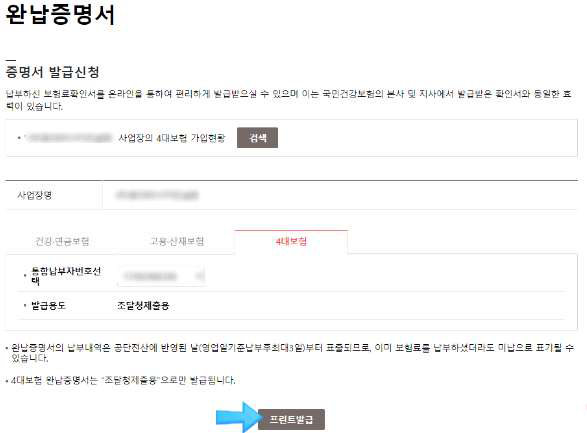 완납증명서
증명서 발급신청
납부하신 보험료확인서를 온라인을 통하여 편리하게 발급받으실 수 있으며 이는 국민건강보험의 본사 및 지사에서 발급받은 확인서와 동일한 효
력이 있습니다.
사업장의 4대보험 가입현황 검색
사업장명
건강·연금보험 고용·산재보험 4대보험
• 통합납부자번호선
택
• 발급용도 조달청제출용
• 완납증명서의 납부내역은 공단전산에 반영된 날(영업일기준납부후최대3일)부터 표출되므로, 이미 보험료를 납부하셨더라도 미납으로 표기될 수
있습니다.
• 4대보험 완납증명서는 "조달청제출용"으로만 발급됩니다.
프린트발급